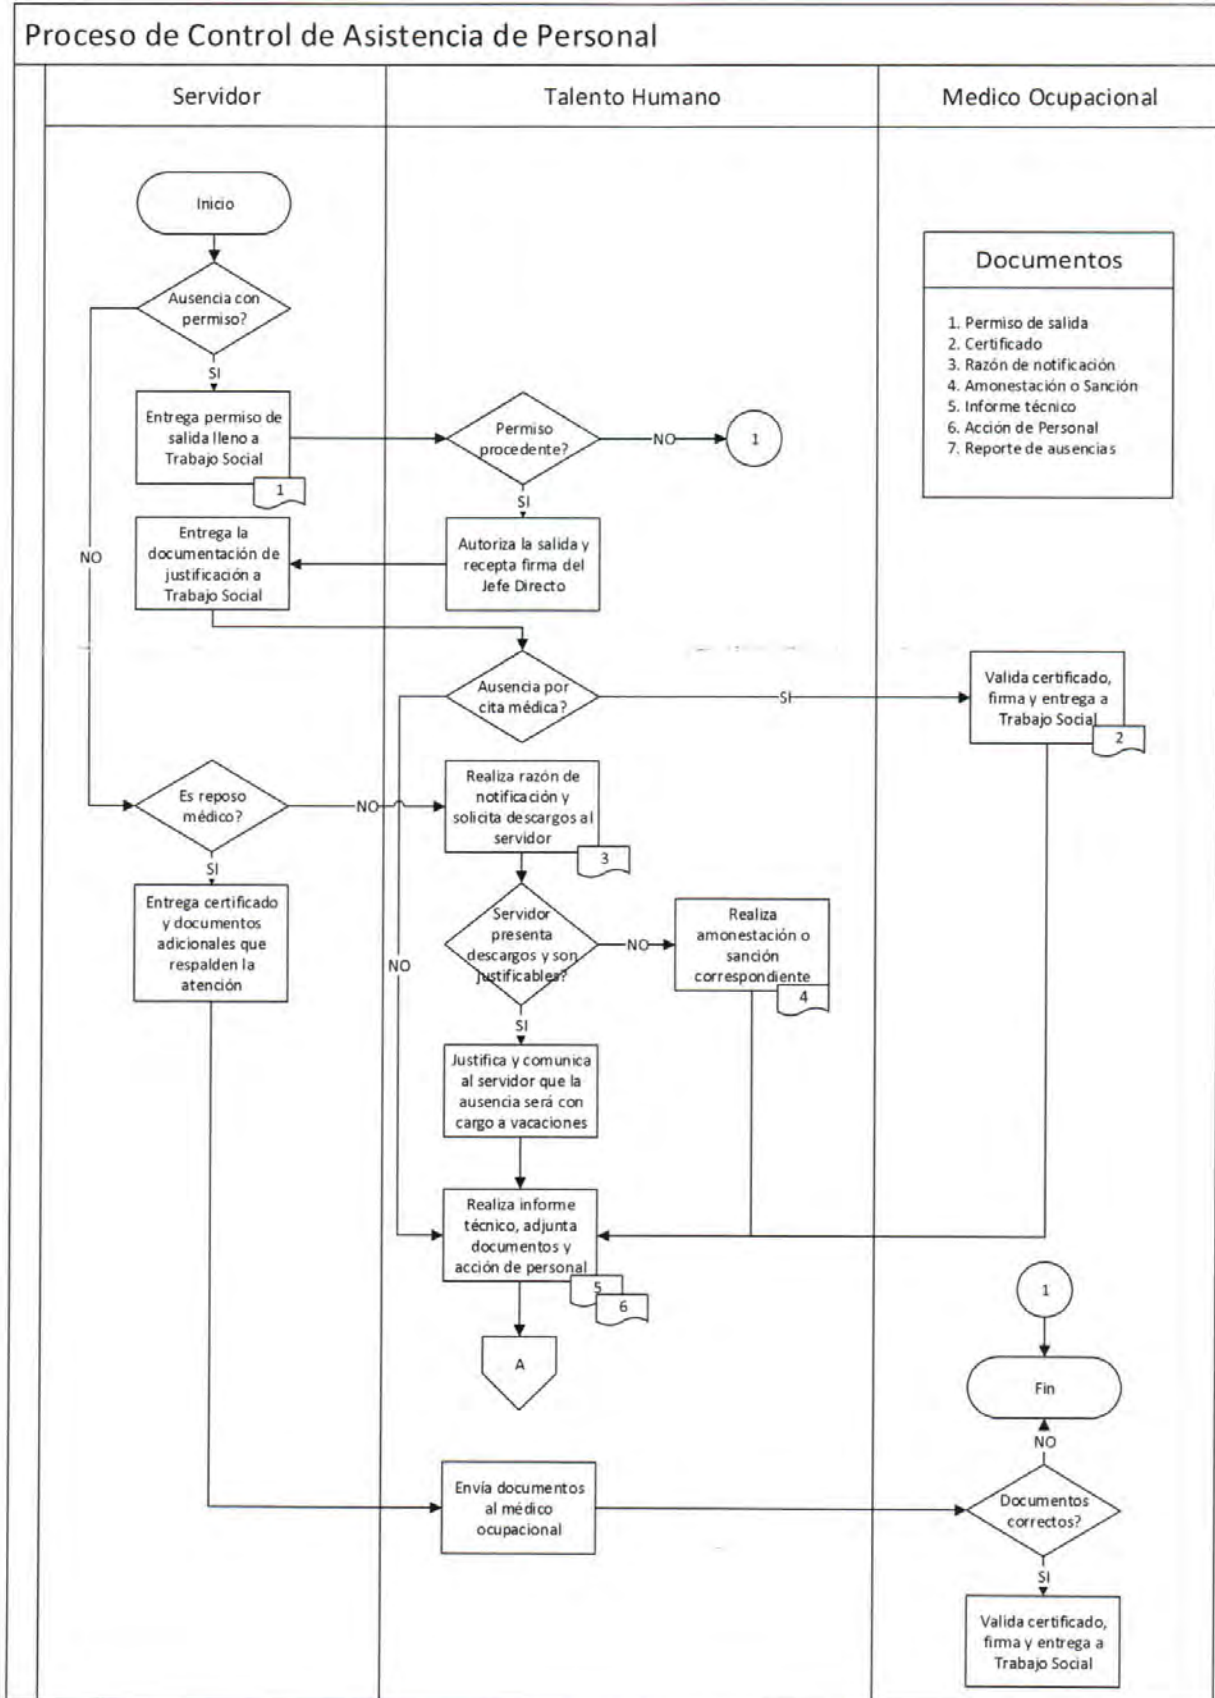 Proceso de Control de Asistencia de Personal
Servidor
Talento Humano
Medico Ocupacional
Inicio
Ausencia con
permiso?
SI
Entrega permiso de
salida lleno a
Trabajo Social
1
Permiso
procedente?
NO
1
SI
Autoriza la salida y
recepta firma del
Jefe Directo
Documentos
1. Permiso de salida
2. Certificado
3. Razón de notificación
4. Amonestación o Sanción
5. Informe técnico
6. Acción de Personal
7. Reporte de ausencias
NO
Entrega la
documentación de
justificación a
Trabajo Social
Ausencia por
cita médica?
SI
Valida certificado,
firma y entrega a
Trabajo Social
2
Es reposo
médico?
NO
Realiza razón de
notificación y
solicita descargos al
servidor
3
SI
Entrega certificado
y documentos
adicionales que
respalden la
atención
NO
Servidor
presenta
descargos y son
justificables?
NO
Realiza
amonestación o
sanción
correspondiente
4
SI
Justifica y comunica
al servidor que la
ausencia será con
cargo a vacaciones
Realiza informe
técnico, adjunta
documentos y
acción de personal
5
6
A
1
Fin
NO
Envía documentos
al médico
ocupacional
Documentos
correctos?
SI
Valida certificado,
firma y entrega a
Trabajo Social